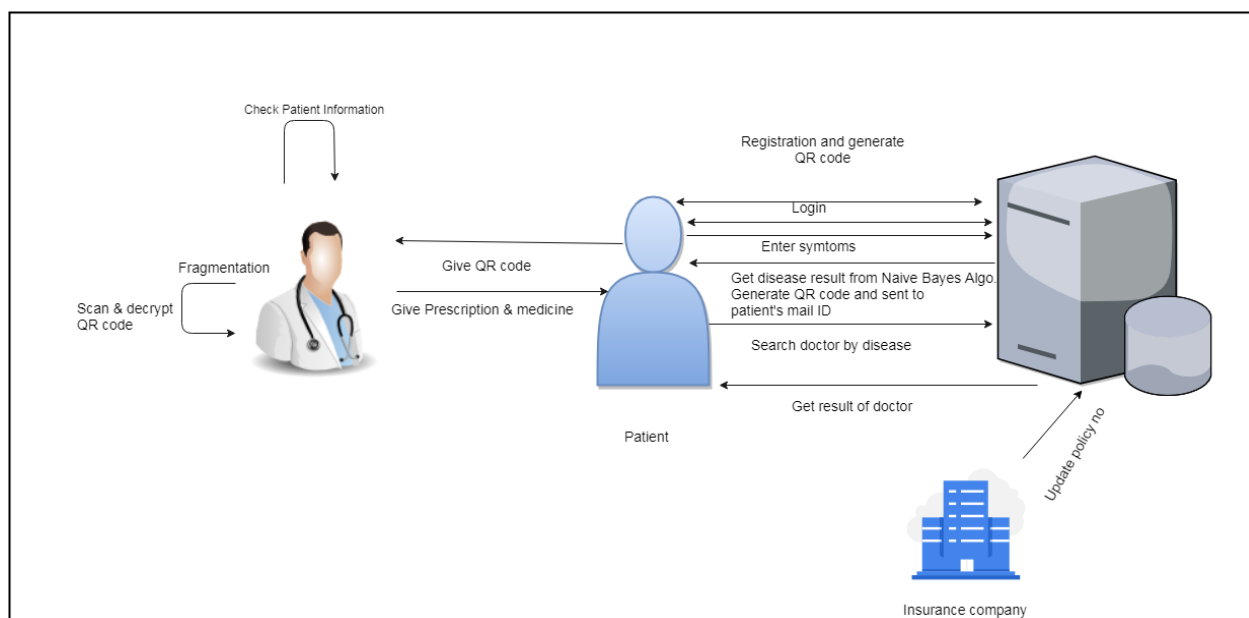 Check Patient Information
Registration and generate
QR code
Login
Enter symtoms
Give QR code
Fragmentation
Scan & decrypt
QR code
Give Prescription & medicine
Get disease result from Naive Bayes Algo.
Generate QR code and sent to
patient's mail ID
Search doctor by disease
Get result of doctor
Patient
Update policy no
Insurance company